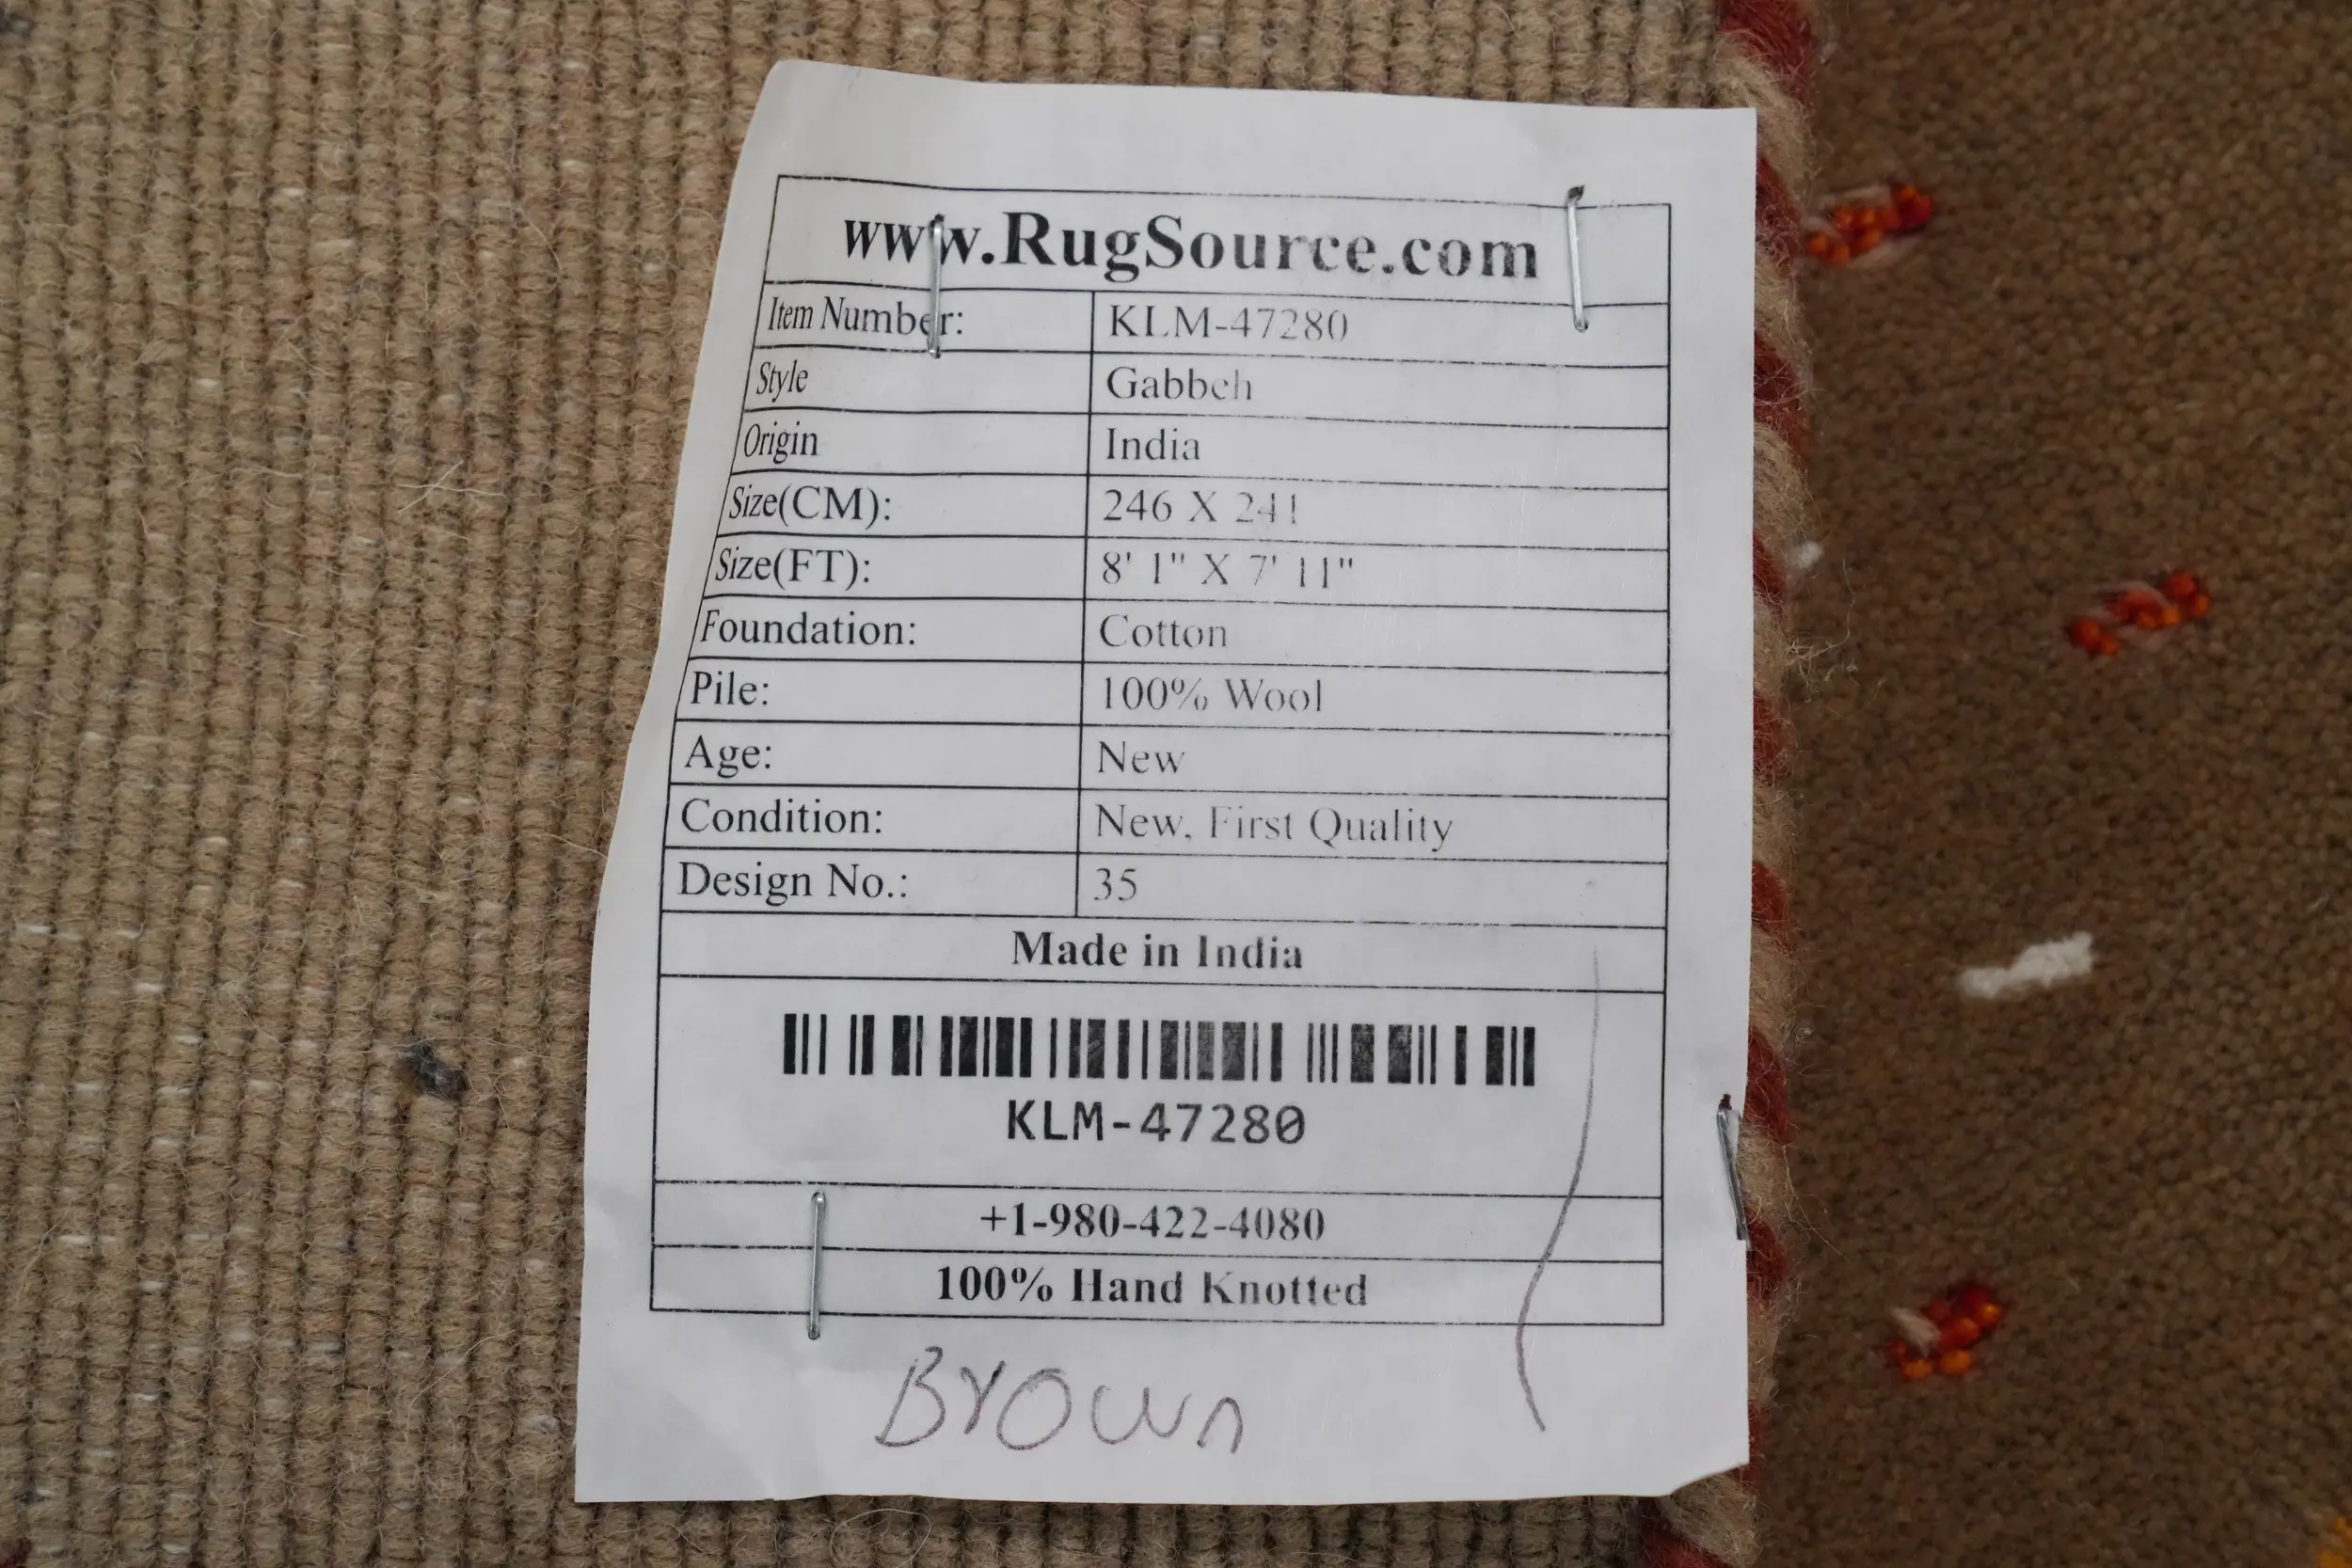 www.RugSource.com
Item Number: KLM-47280
Style Gabbeh
Origin India
Size(CM): 246 X 241
Size(FT): 8' 1" X 7' 11"
Foundation: Cotton
Pile: 100% Wool
Age: New
Condition: New, First Quality
Design No.: 35
Made in India
KLM-47280
+1-980-422-4080
100% Hand Knotted
Brown